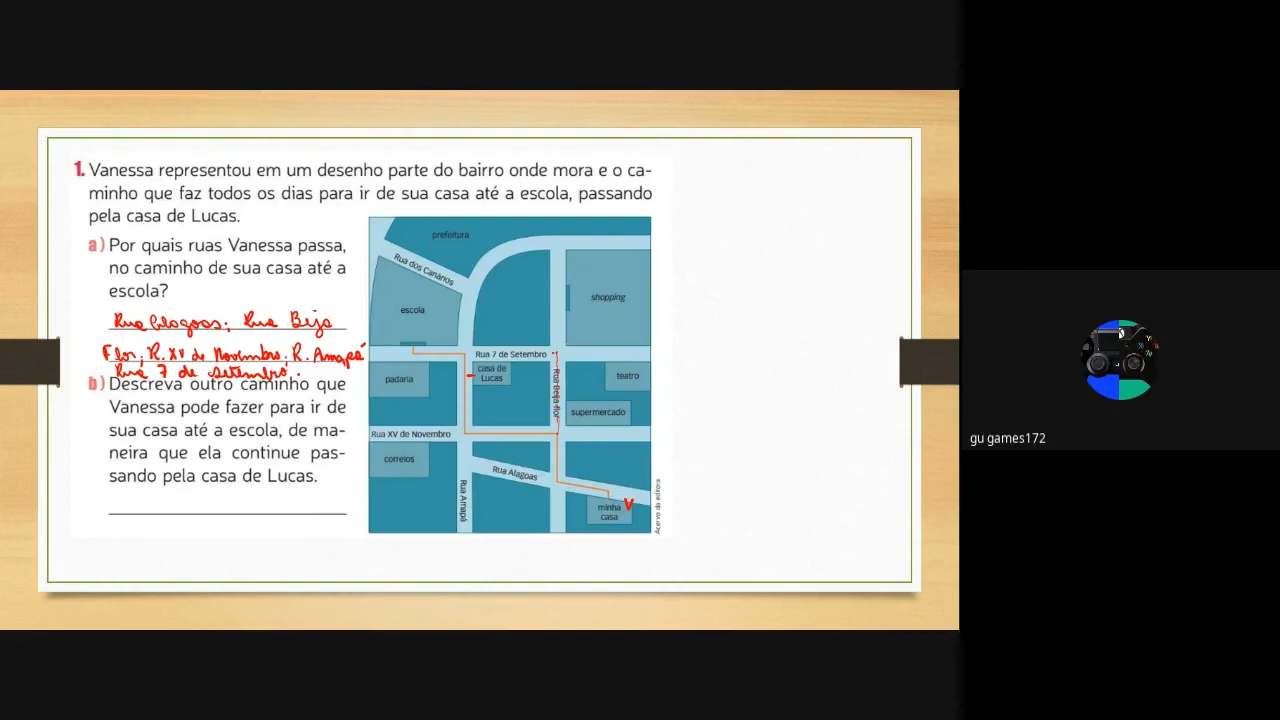 1. Vanessa representou em um desenho parte do bairro onde mora e o ca-
minho que faz todos os dias para ir de sua casa até a escola, passando
pela casa de Lucas.
a) Por quais ruas Vanessa passa,
no caminho de sua casa até a
escola?
Rua Alagoas; Rua Beija
Flor; R. XV de Novembro; R. Amapá
Rua 7 de setembro.
b) Descreva outro caminho que
Vanessa pode fazer para ir de
sua casa até a escola, de ma-
neira que ela continue pas-
sando pela casa de Lucas.
prefeitura
Rua dos Canários
shopping
escola
Rua 7 de Setembro
casa de
Lucas
padaria
Rua Beija-flor
teatro
supermercado
Rua XV de Novembro
correios
Rua Alagoas
Rua Amapá
minha
casa
V
Acervo da editora
gu games172